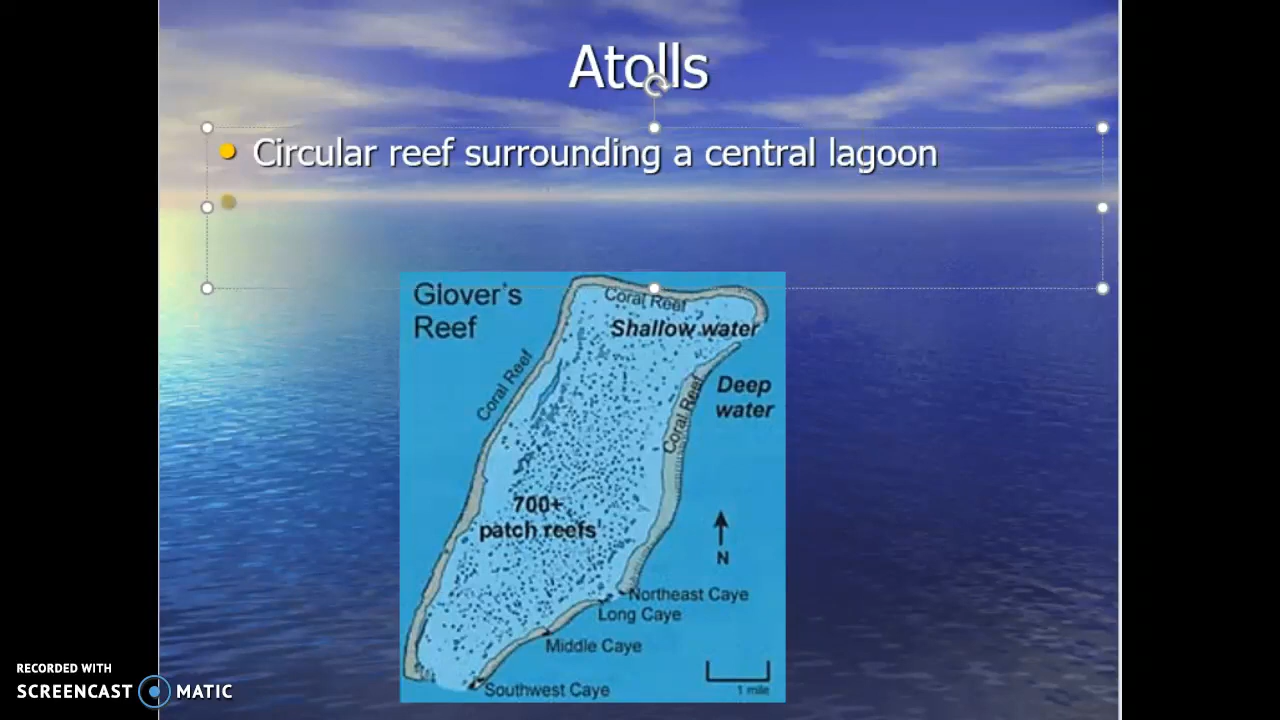 Atolls
Circular reef surrounding a central lagoon
Glover's
Reef
Coral Reef
Shallow water
Coral Reef
Deep
water
Coral Reef
700+
patch reefs
N
Northeast Caye
Long Caye
Middle Caye
Southwest Caye
1 mile
RECORDED WITH
SCREENCAST MATIC